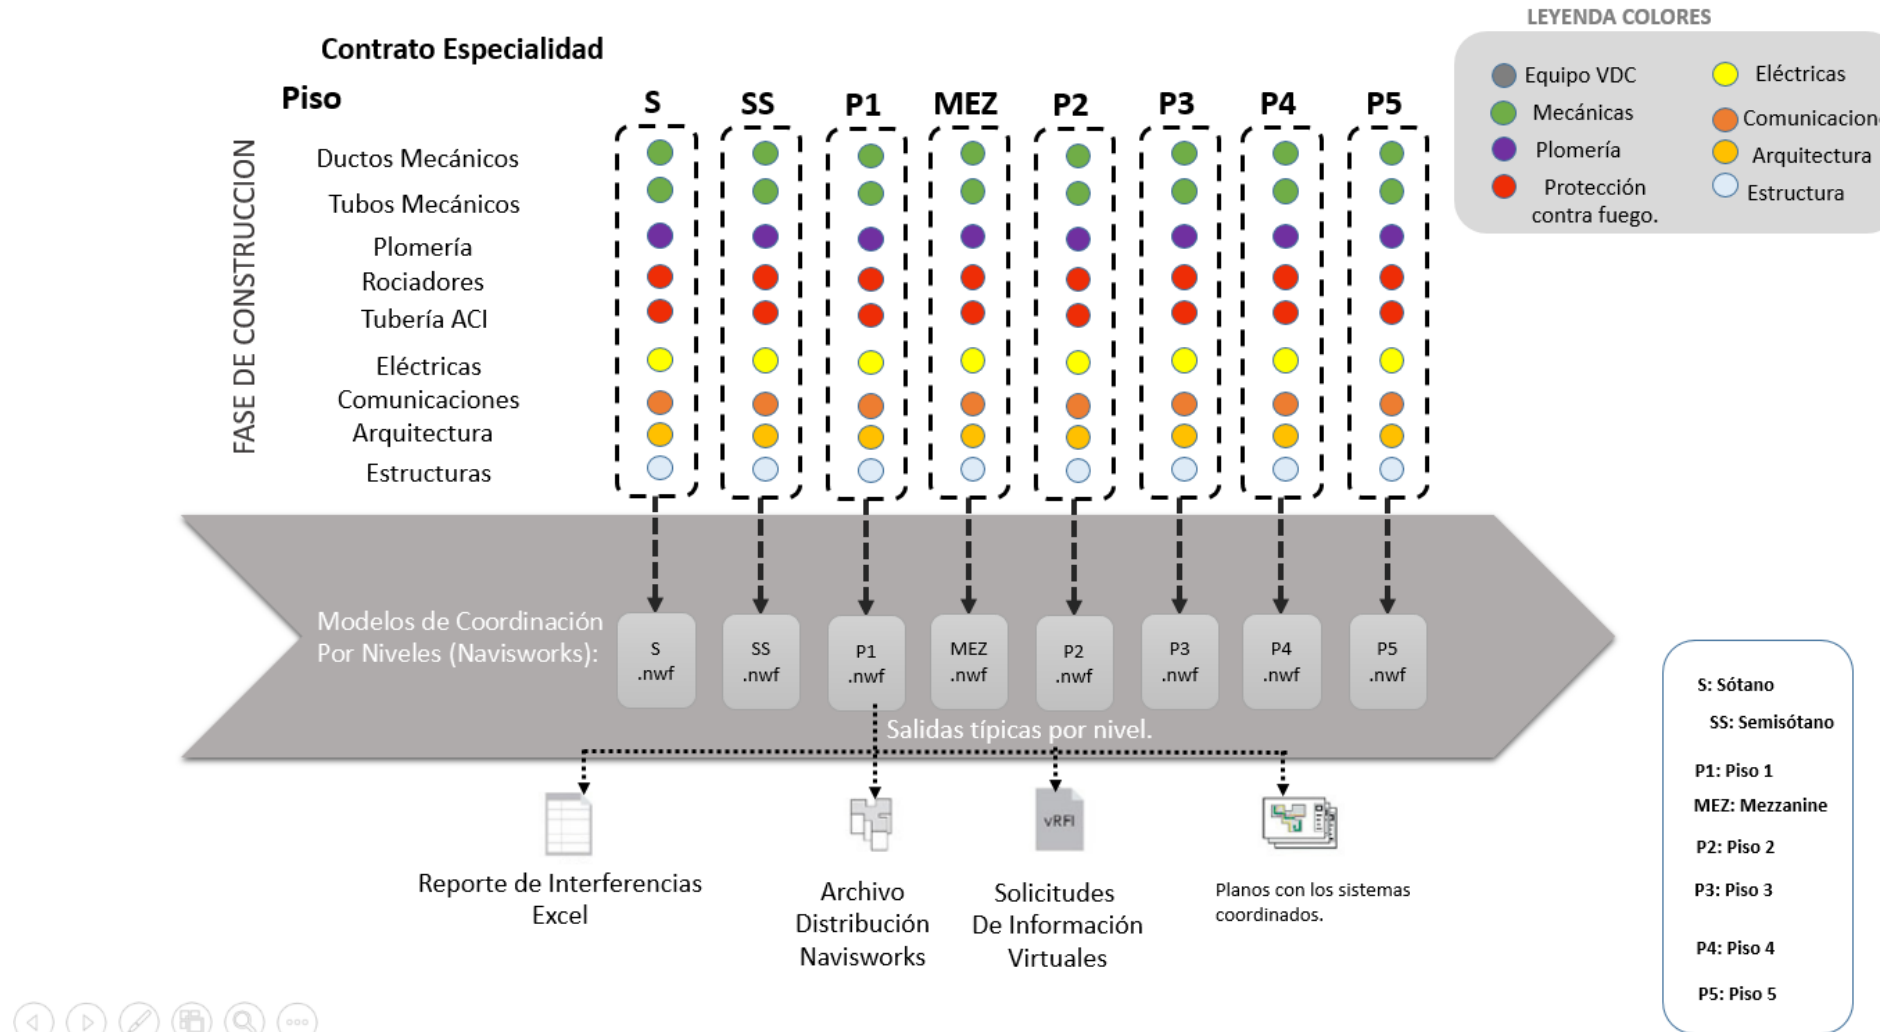 LEYENDA COLORES
Contrato Especialidad
Equipo VDC
Eléctricas
Mecánicas
Comunicacion
Plomería
Arquitectura
Protección
contra fuego.
Estructura
Piso
S SS P1 MEZ P2 P3 P4 P5
FASE DE CONSTRUCCION
Ductos Mecánicos
Tubos Mecánicos
Plomería
Rociadores
Tubería ACI
Eléctricas
Comunicaciones
Arquitectura
Estructuras
Modelos de Coordinación
Por Niveles (Navisworks):
S
.nwf
SS
.nwf
P1
.nwf
MEZ
.nwf
P2
.nwf
P3
.nwf
P4
.nwf
P5
.nwf
Salidas típicas por nivel.
vRFI
Reporte de Interferencias
Excel
Archivo
Distribución
Navisworks
Solicitudes
De Información
Virtuales
Planos con los sistemas
coordinados.
S: Sótano
SS: Semisótano
P1: Piso 1
MEZ: Mezzanine
P2: Piso 2
P3: Piso 3
P4: Piso 4
P5: Piso 5